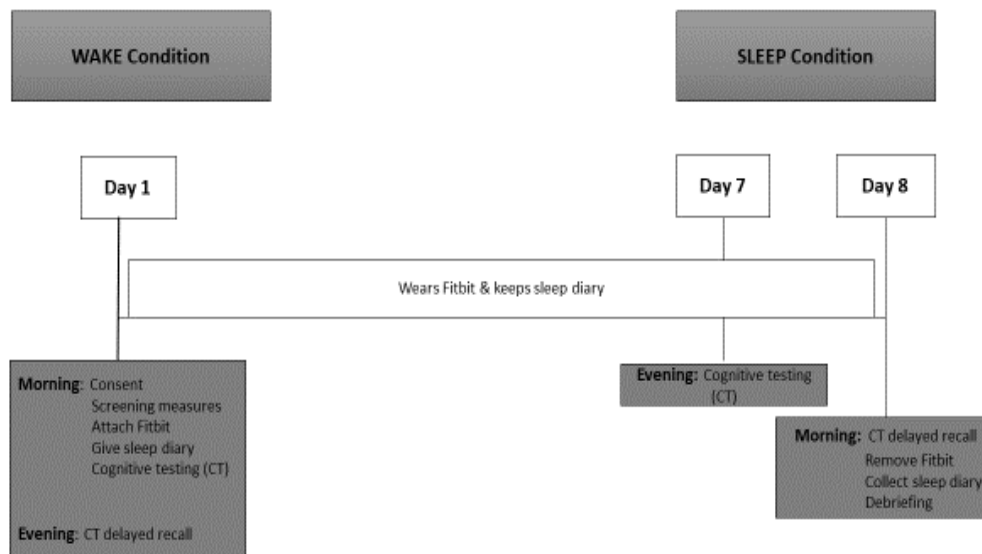 WAKE Condition
SLEEP Condition
Day 1
Day 7
Day 8
Wears Fitbit & keeps sleep diary
Morning: Consent
Screening measures
Attach Fitbit
Give sleep diary
Cognitive testing (CT)
Evening: CT delayed recall
Evening: Cognitive testing
(CT)
Morning: CT delayed recall
Remove Fitbit
Collect sleep diary
Debriefing